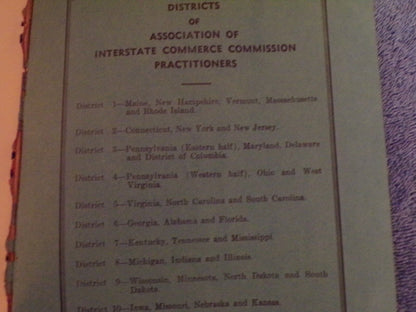 DISTRICTS
OF
ASSOCIATION OF
INTERSTATE COMMERCE COMMISSION
PRACTITIONERS
District 1—Maine, New Hampshire, Vermont, Massachusetts
and Rhode Island.
District 2—Connecticut, New York and New Jersey.
District 3—Pennsylvania (Eastern half), Maryland, Delaware
and District of Columbia.
District 4—Pennsylvania (Western half), Ohio and West
Virginia.
District 5—Virginia, North Carolina and South Carolina.
District 6—Georgia, Alabama and Florida.
District 7—Kentucky, Tennessee and Mississippi.
District 8—Michigan, Indiana and Illinois.
District 9—Wisconsin, Minnesota, North Dakota and South
Dakota.
District 10—Iowa, Missouri, Nebraska and Kansas.